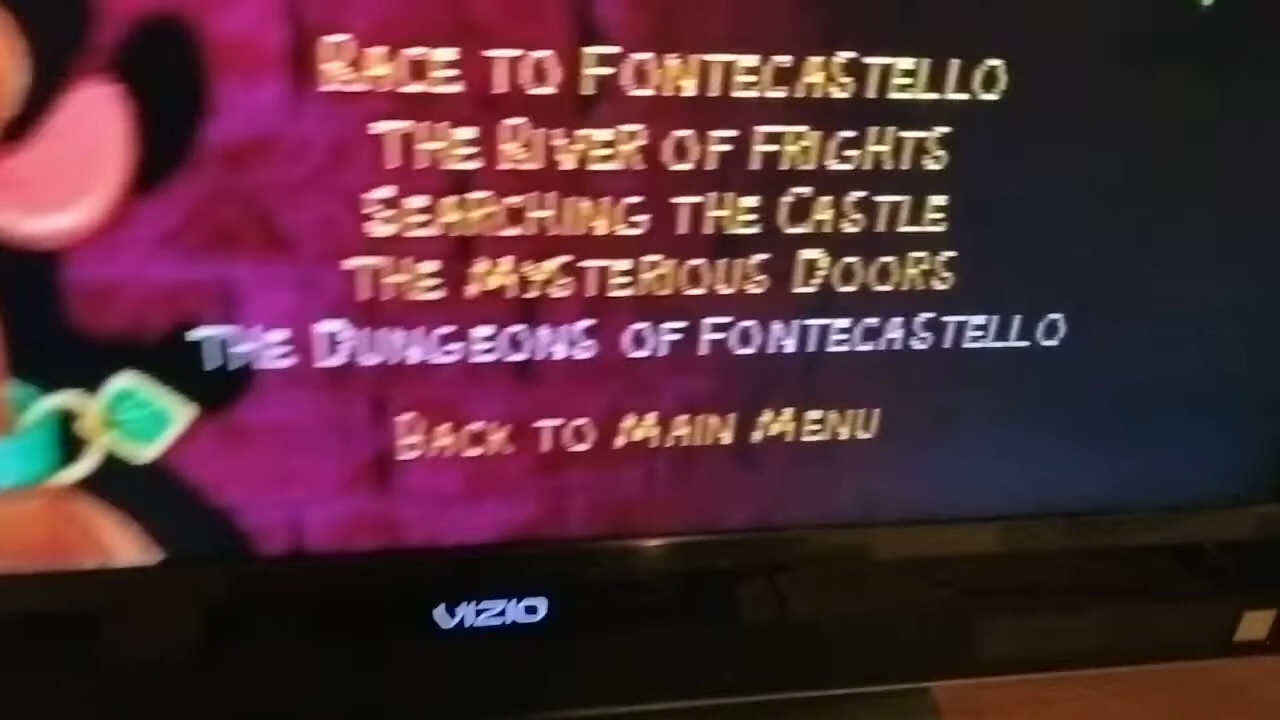 RACE TO FONTECASTELLO
THE RIVER OF FRIGHTS
SEARCHING THE CASTLE
THE MYSTERIOUS DOORS
THE DUNGEONS OF FONTECASTELLO
BACK TO MAIN MENU
VIZIO